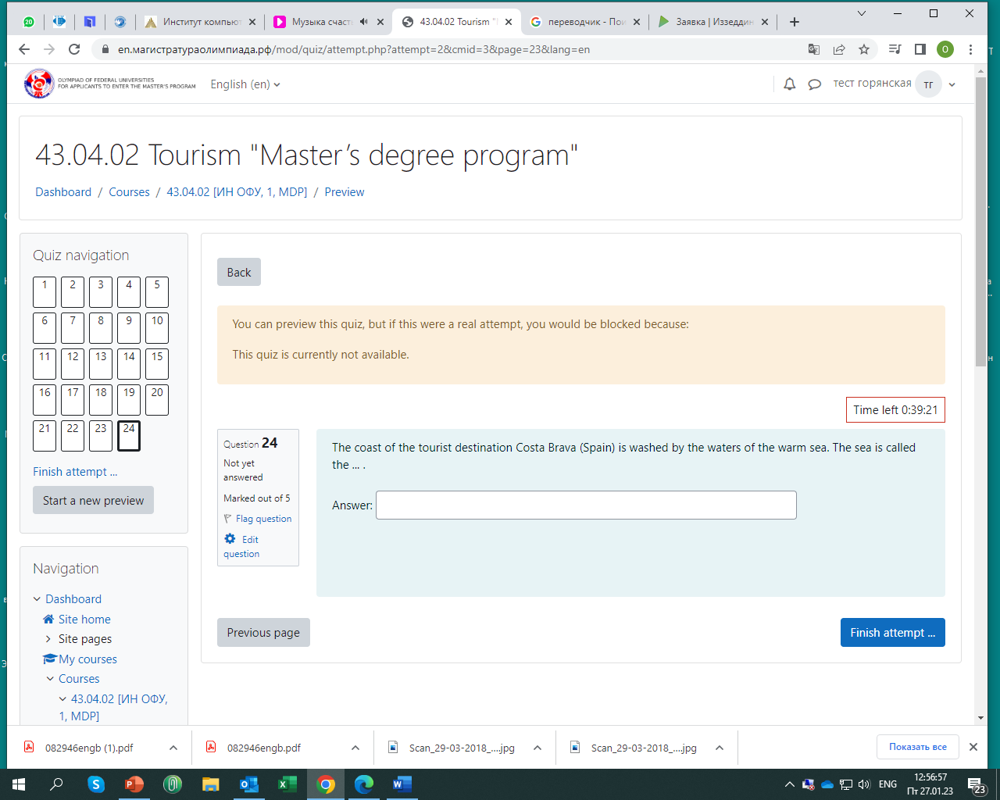 20
Институт компьют
Музыка счасть
43.04.02 Tourism "
переводчик - Пои
Заявка | Иззеддин
en.магистратураолимпиада.рф/mod/quiz/attempt.php?attempt=2&cmid=3&page=23&lang=en
O
OLYMPIAD OF FEDERAL UNIVERSITIES
FOR APPLICANTS TO ENTER THE MASTER'S PROGRAM
English (en)
тест горянская
ТГ
43.04.02 Tourism "Master’s degree program"
Dashboard / Courses / 43.04.02 [ИН ОФУ, 1, MDP] / Preview
Quiz navigation
1 2 3 4 5
6 7 8 9 10
11 12 13 14 15
16 17 18 19 20
21 22 23 24
Finish attempt ...
Start a new preview
Back
You can preview this quiz, but if this were a real attempt, you would be blocked because:
This quiz is currently not available.
Time left 0:39:21
Question 24
Not yet
answered
Marked out of 5
Flag question
Edit
question
The coast of the tourist destination Costa Brava (Spain) is washed by the waters of the warm sea. The sea is called
the ... .
Answer:
Previous page
Finish attempt ...
Navigation
Dashboard
Site home
Site pages
My courses
Courses
43.04.02 [ИН ОФУ,
1, MDP]
082946engb (1).pdf
082946engb.pdf
Scan_29-03-2018_....jpg
Scan_29-03-2018_....jpg
Показать все
ENG
12:56:57
Пт 27.01.23
23